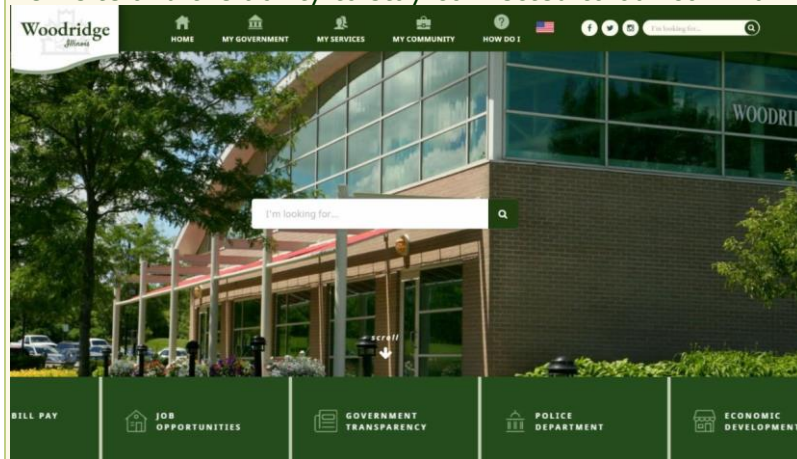 Woodridge
Illinois
HOME
MY GOVERNMENT
MY SERVICES
MY COMMUNITY
HOW DO I
I'm looking for...
WOODRI
I'm looking for...
scroll
BILL PAY
JOB
OPPORTUNITIES
GOVERNMENT
TRANSPARENCY
POLICE
DEPARTMENT
ECONOMIC
DEVELOPMENT